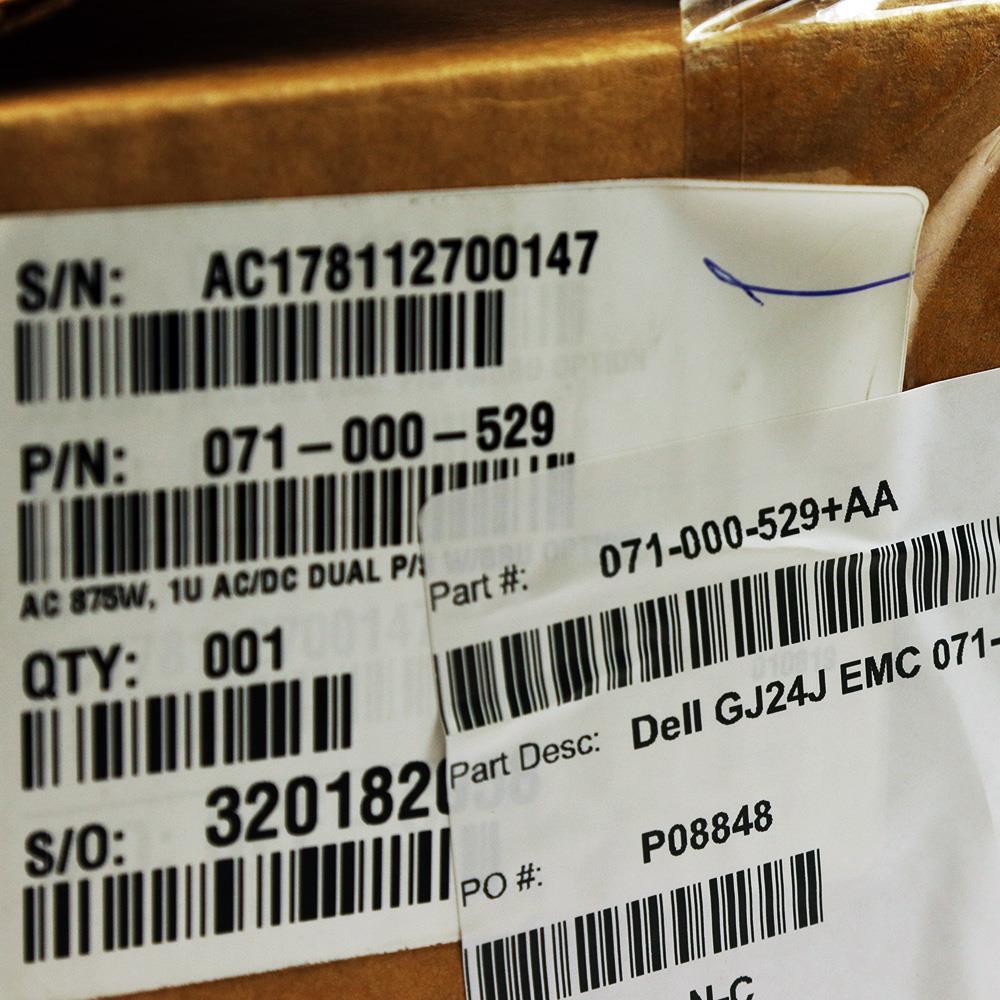 S/N: AC178112700147
P/N: 071-000-529
AC 875W, 1U AC/DC DUAL
QTY: 001
S/O: 320182
Part #: 071-000-529+AA
Part Desc: Dell GJ24J EMC 071-
PO #: P08848
N-C